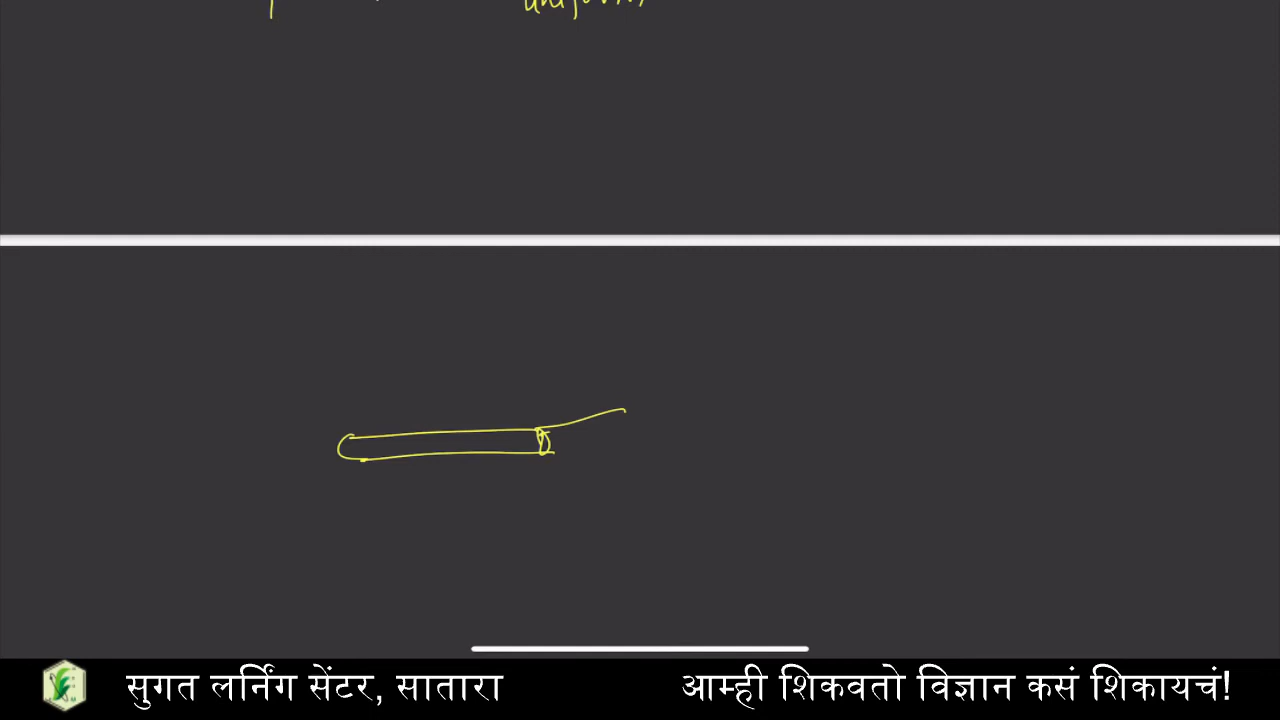 सुगत लर्निंग सेंटर, सातारा
आम्ही शिकवतो विज्ञान कसं शिकायचं!